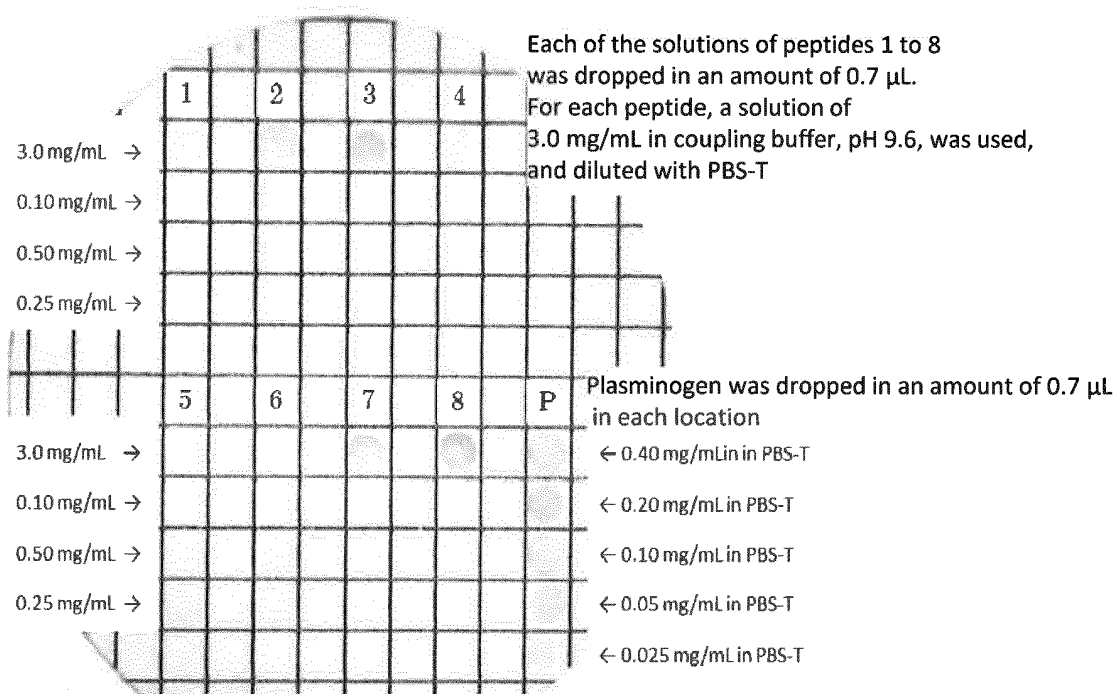 Each of the solutions of peptides 1 to 8
was dropped in an amount of 0.7 µL.
For each peptide, a solution of
3.0 mg/mL in coupling buffer, pH 9.6, was used,
and diluted with PBS-T
1 2 3 4
3.0 mg/mL →
0.10 mg/mL →
0.50 mg/mL →
0.25 mg/mL →
5 6 7 8 P
Plasminogen was dropped in an amount of 0.7 µL
in each location
3.0 mg/mL → ← 0.40 mg/mLin in PBS-T
0.10 mg/mL → ← 0.20 mg/mL in PBS-T
0.50 mg/mL → ← 0.10 mg/mL in PBS-T
0.25 mg/mL → ← 0.05 mg/mL in PBS-T
← 0.025 mg/mL in PBS-T